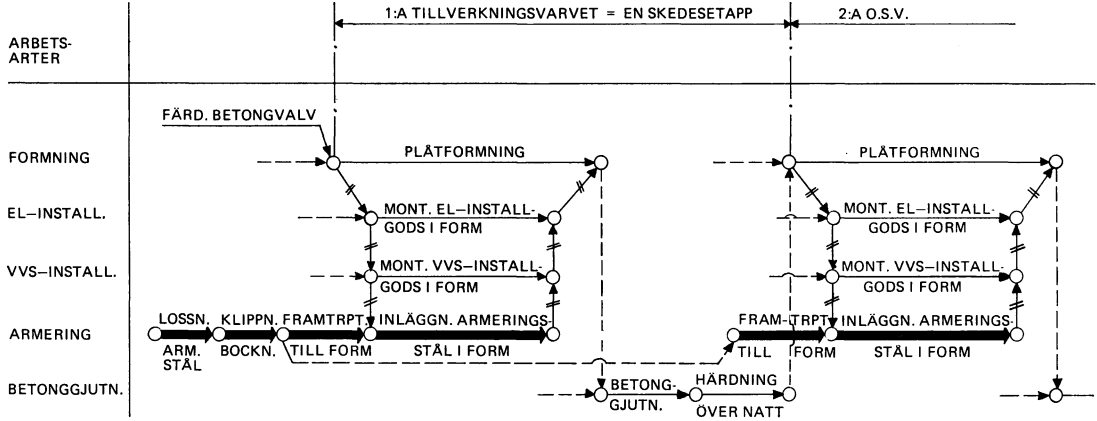 1:A TILLVERKNINGSVARVET = EN SKEDESETAPP
2:A O.S.V.
ARBETS-
ARTER
FÄRD. BETONGVALV
FORMNING
PLÅTFORMNING
PLÅTFORMNING
EL–INSTALL.
MONT. EL–INSTALL-
GODS I FORM
MONT. EL–INSTALL-
GODS I FORM
VVS–INSTALL.
MONT. VVS–INSTALL-
GODS I FORM
MONT. VVS–INSTALL-
GODS I FORM
ARMERING
LOSSN.
ARM.
STÅL
KLIPPN.
BOCKN.
FRAMTRPT
TILL FORM
INLÄGGN. ARMERINGS-
STÅL I FORM
FRAM-TRPT
TILL FORM
INLÄGGN. ARMERINGS-
STÅL I FORM
BETONGGJUTN.
BETONG-
GJUTN.
HÄRDNING
ÖVER NATT